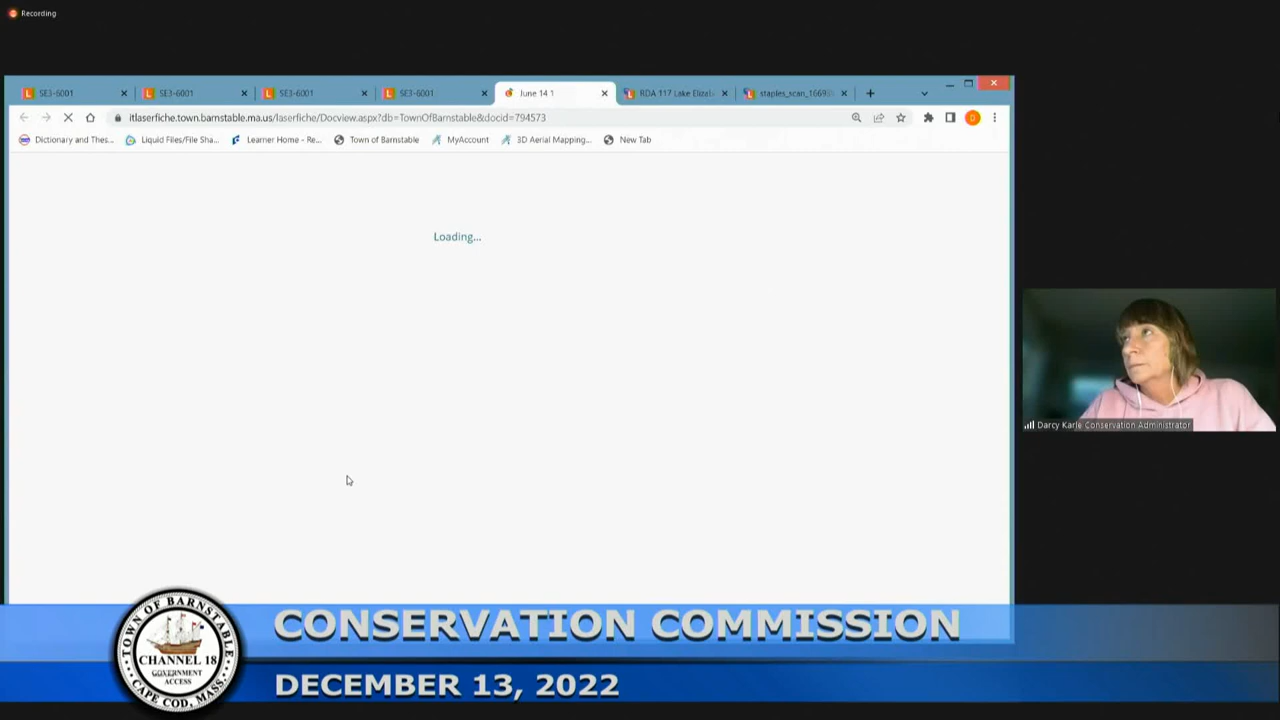 Recording
SE3-6001
SE3-6001
SE3-6001
SE3-6001
June 14 1
RDA 117 Lake Elizab
staples_scan_16695
itlaserfiche.town.barnstable.ma.us/laserfiche/Docview.aspx?db=TownOfBarnstable&docid=794573
Dictionary and Thes...
Liquid Files/File Sha...
Learner Home - Re...
Town of Barnstable
MyAccount
3D Aerial Mapping...
New Tab
Loading...
Darcy Karle Conservation Administrator
TOWN OF BARNSTABLE
CHANNEL 18
GOVERNMENT
ACCESS
CAPE COD, MASS.
CONSERVATION COMMISSION
DECEMBER 13, 2022